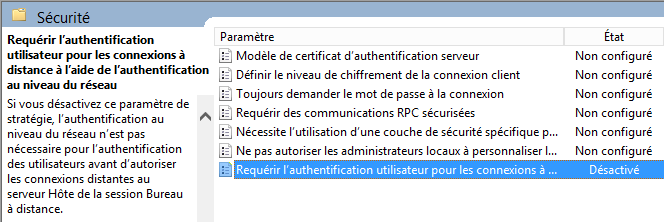 Sécurité
Requérir l'authentification
utilisateur pour les connexions à
distance à l'aide de l'authentification
au niveau du réseau
Si vous désactivez ce paramètre de
stratégie, l'authentification au
niveau du réseau n'est pas
nécessaire pour l'authentification
des utilisateurs avant d'autoriser
les connexions distantes au
serveur Hôte de la session Bureau
à distance.
Paramètre État
Modèle de certificat d'authentification serveur Non configuré
Définir le niveau de chiffrement de la connexion client Non configuré
Toujours demander le mot de passe à la connexion Non configuré
Requérir des communications RPC sécurisées Non configuré
Nécessite l'utilisation d'une couche de sécurité spécifique p... Non configuré
Ne pas autoriser les administrateurs locaux à personnaliser l... Non configuré
Requérir l'authentification utilisateur pour les connexions à ... Désactivé